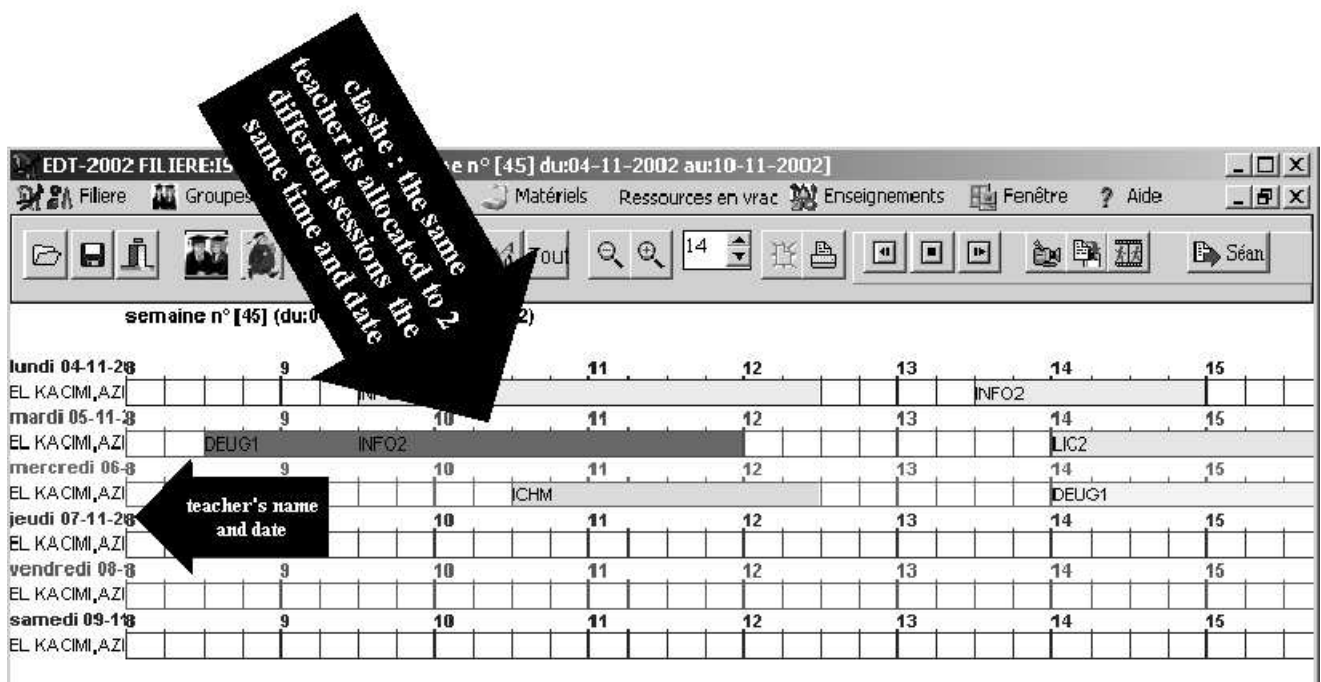 clashe : the same
teacher is allocated to 2
different sessions the
same time and date
EDT-2002 FILIERE:IS e n° [45] du:04-11-2002 au:10-11-2002]
Filiere Groupes Matériels Ressources en vrac Enseignements Fenêtre ? Aide
Tout 14 Séan
semaine n° [45] (du:0 2)
lundi 04-11-2 8 9 11 12 13 14 15
EL KACIMI,AZI INFO2
mardi 05-11-2 8 9 10 11 12 13 14 15
EL KACIMI,AZI DEUG1 INFO2 LIC2
mercredi 06- 8 9 10 11 12 13 14 15
EL KACIMI,AZI ICHM DEUG1
teacher's name
and date
jeudi 07-11-2 8 10 11 12 13 14 15
EL KACIMI,AZI
vendredi 08- 8 9 10 11 12 13 14 15
EL KACIMI,AZI
samedi 09-11 8 9 10 11 12 13 14 15
EL KACIMI,AZI